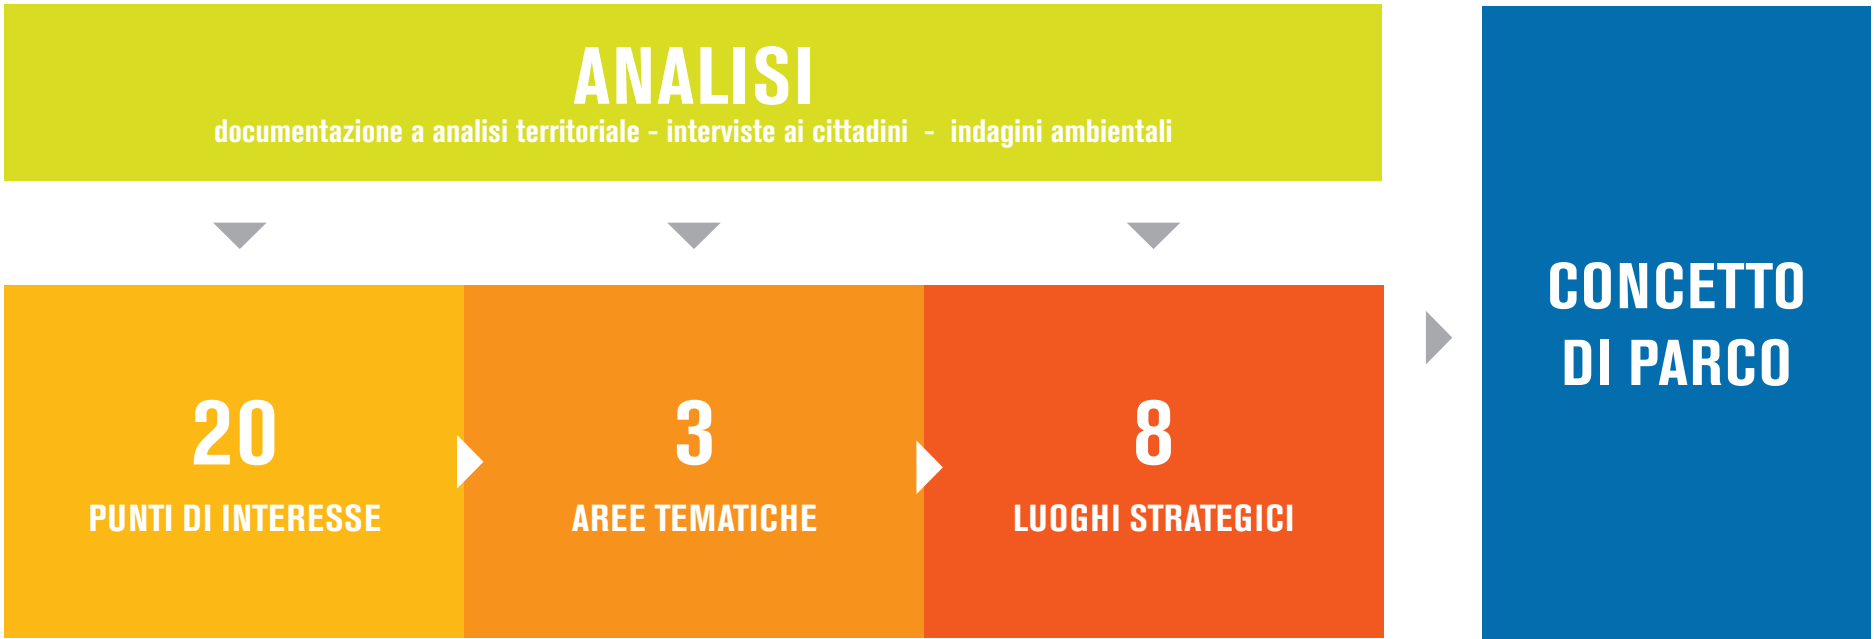 ANALISI
documentazione a analisi territoriale - interviste ai cittadini - indagini ambientali
20
PUNTI DI INTERESSE
3
AREE TEMATICHE
8
LUOGHI STRATEGICI
CONCETTO
DI PARCO